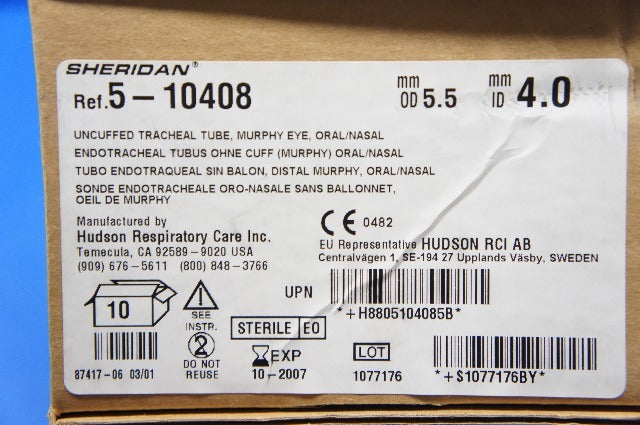 SHERIDAN®
Ref. 5-10408
mm OD 5.5
mm ID 4.0
UNCUFFED TRACHEAL TUBE, MURPHY EYE, ORAL/NASAL
ENDOTRACHEAL TUBUS OHNE CUFF (MURPHY) ORAL/NASAL
TUBO ENDOTRAQUEAL SIN BALON, DISTAL MURPHY, ORAL/NASAL
SONDE ENDOTRACHEALE ORO-NASALE SANS BALLONNET,
OEIL DE MURPHY
Manufactured by
Hudson Respiratory Care Inc.
Temecula, CA 92589-9020 USA
(909) 676-5611 (800) 848-3766
CE 0482
EU Representative HUDSON RCI AB
Centralvägen 1, SE-194 27 Upplands Väsby, SWEDEN
10
SEE
INSTR.
2
DO NOT
REUSE
87417-06 03/01
UPN
*+H8805104085B*
STERILE EO
EXP
10-2007
LOT
1077176
*+$1077176BY*